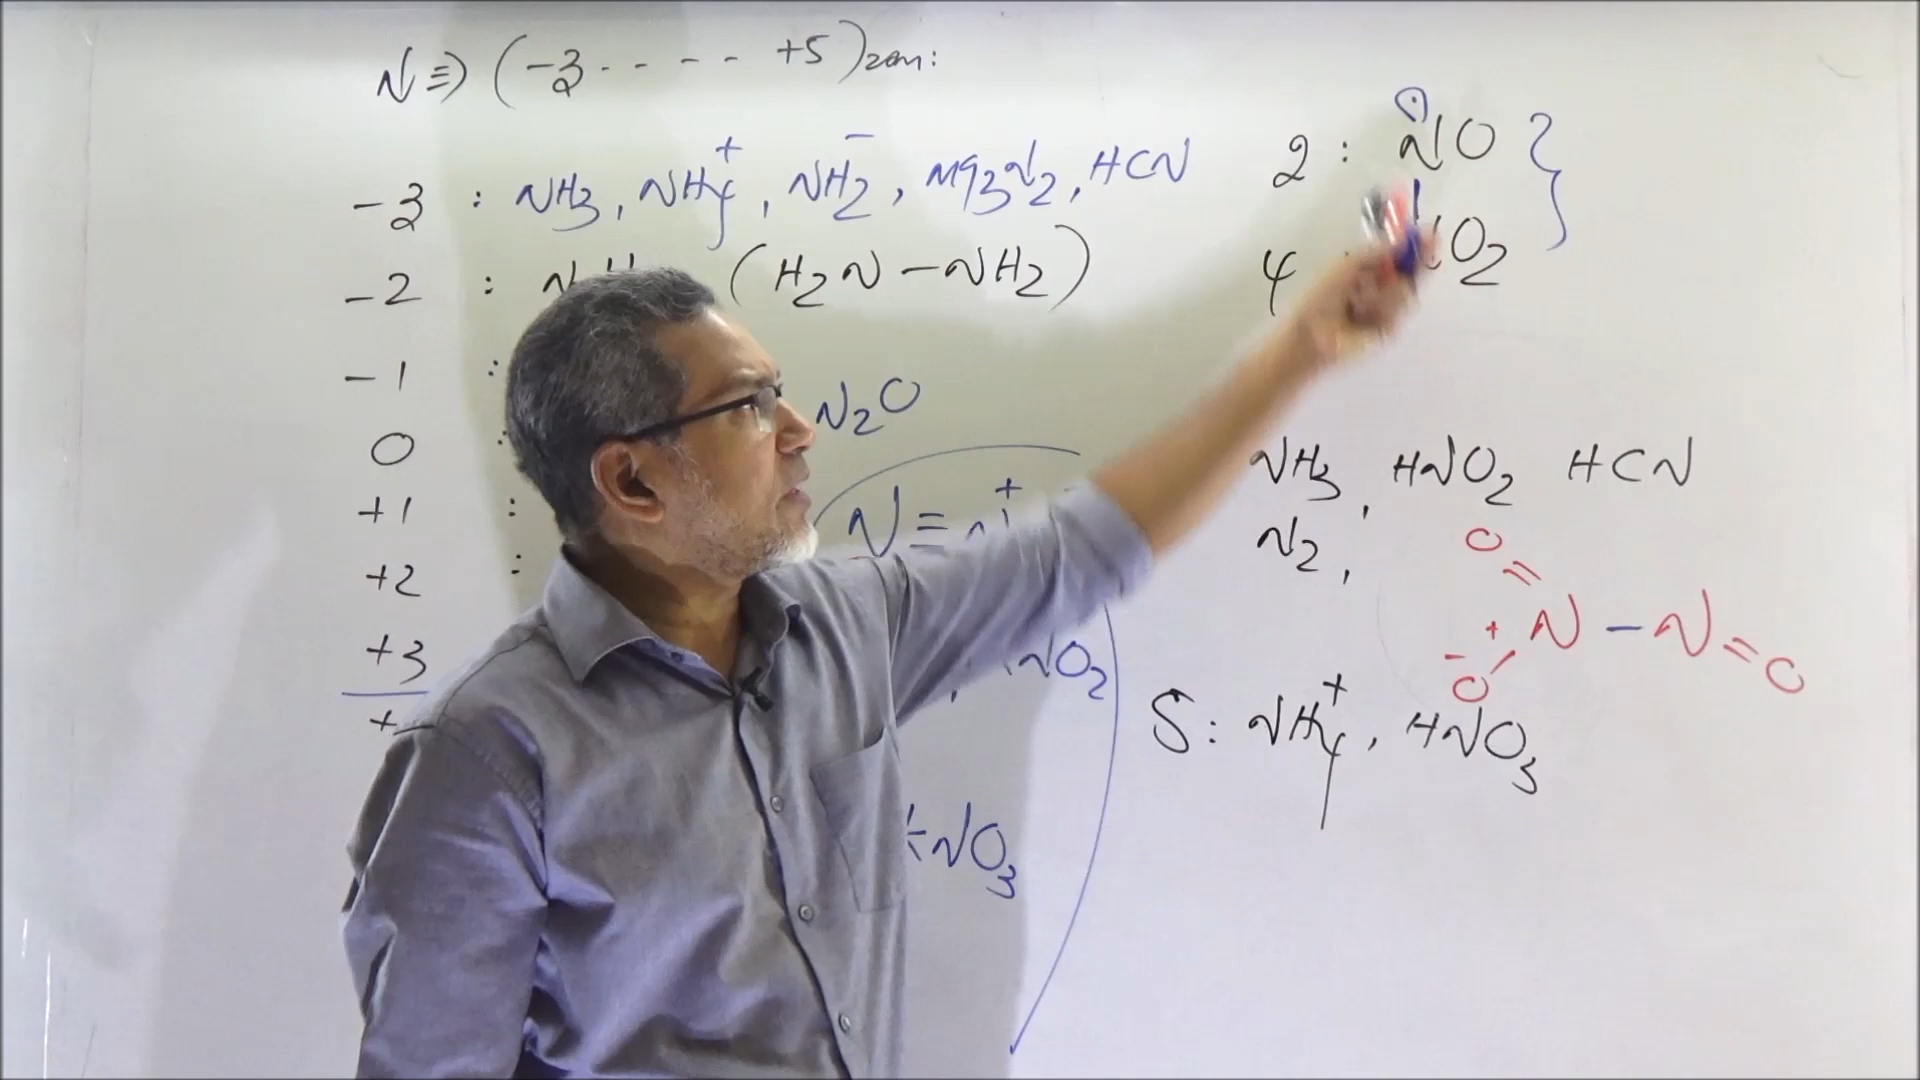 N ⇒ (-3 - - - - +5)
-3 : NH3, NH4+, NH2-, Mg3N2, HCN
-2 : (H2N - NH2)
-1 :
0 : N2O
+1 : N = N+
+2 :
+3 , NO2
+
NO3
2 : NO }
4 O2
NH3, HNO2 HCN
N2,
O
=
+ N - N = O
- O
5 : NH4+, HNO3